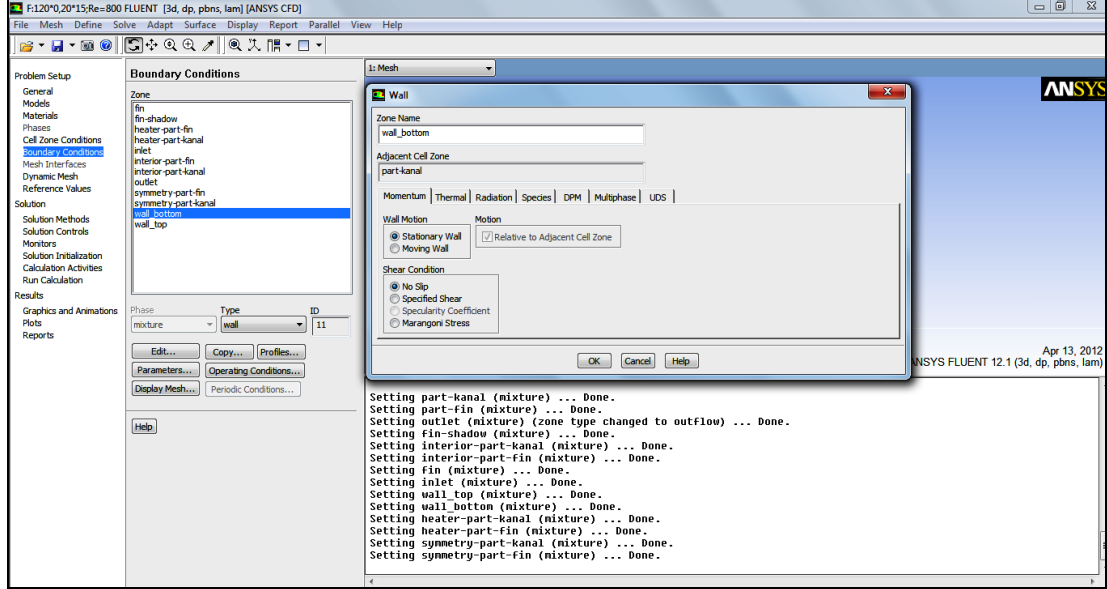 F:120*0,20*15;Re=800 FLUENT [3d, dp, pbns, lam] [ANSYS CFD]
File Mesh Define Solve Adapt Surface Display Report Parallel View Help
Problem Setup
General
Models
Materials
Phases
Cell Zone Conditions
Boundary Conditions
Mesh Interfaces
Dynamic Mesh
Reference Values
Solution
Solution Methods
Solution Controls
Monitors
Solution Initialization
Calculation Activities
Run Calculation
Results
Graphics and Animations
Plots
Reports
Boundary Conditions
Zone
fin
fin-shadow
heater-part-fin
heater-part-kanal
inlet
interior-part-fin
interior-part-kanal
outlet
symmetry-part-fin
symmetry-part-kanal
wall_bottom
wall_top
Phase Type ID
mixture wall 11
Edit... Copy... Profiles...
Parameters... Operating Conditions...
Display Mesh... Periodic Conditions...
Help
1: Mesh
ANSYS
Wall
Zone Name
wall_bottom
Adjacent Cell Zone
part-kanal
Momentum Thermal Radiation Species DPM Multiphase UDS
Wall Motion Motion
Stationary Wall Relative to Adjacent Cell Zone
Moving Wall
Shear Condition
No Slip
Specified Shear
Specularity Coefficient
Marangoni Stress
OK Cancel Help
Apr 13, 2012
ANSYS FLUENT 12.1 (3d, dp, pbns, lam)
Setting part-kanal (mixture) ... Done.
Setting part-fin (mixture) ... Done.
Setting outlet (mixture) (zone type changed to outflow) ... Done.
Setting fin-shadow (mixture) ... Done.
Setting interior-part-kanal (mixture) ... Done.
Setting interior-part-fin (mixture) ... Done.
Setting fin (mixture) ... Done.
Setting inlet (mixture) ... Done.
Setting wall_top (mixture) ... Done.
Setting wall_bottom (mixture) ... Done.
Setting heater-part-kanal (mixture) ... Done.
Setting heater-part-fin (mixture) ... Done.
Setting symmetry-part-kanal (mixture) ... Done.
Setting symmetry-part-fin (mixture) ... Done.